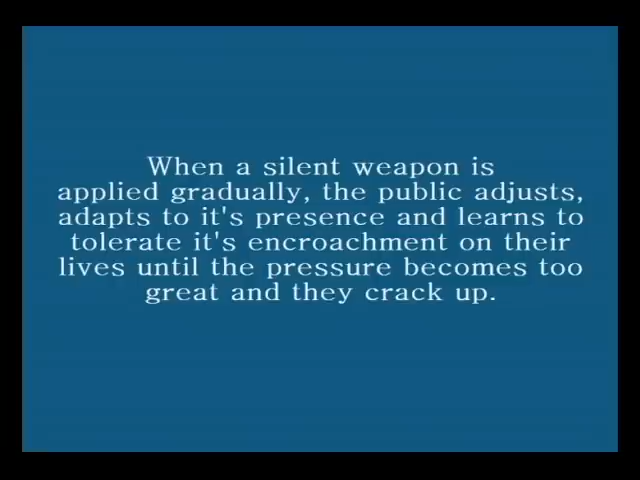 When a silent weapon is
applied gradually, the public adjusts,
adapts to it's presence and learns to
tolerate it's encroachment on their
lives until the pressure becomes too
great and they crack up.